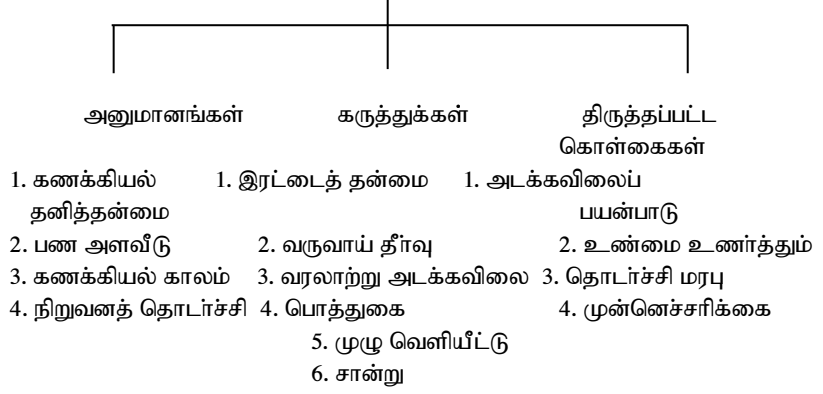 அனுமானங்கள் கருத்துக்கள் திருத்தப்பட்ட
கொள்கைகள்
1. கணக்கியல் 1. இரட்டைத் தன்மை 1. அடக்கவிலைப்
தனித்தன்மை பயன்பாடு
2. பண அளவீடு 2. வருவாய் தீர்வு 2. உண்மை உணர்த்தும்
3. கணக்கியல் காலம் 3. வரலாற்று அடக்கவிலை 3. தொடர்ச்சி மரபு
4. நிறுவனத் தொடர்ச்சி 4. பொத்துகை 4. முன்னெச்சரிக்கை
5. முழு வெளியீட்டு
6. சான்று